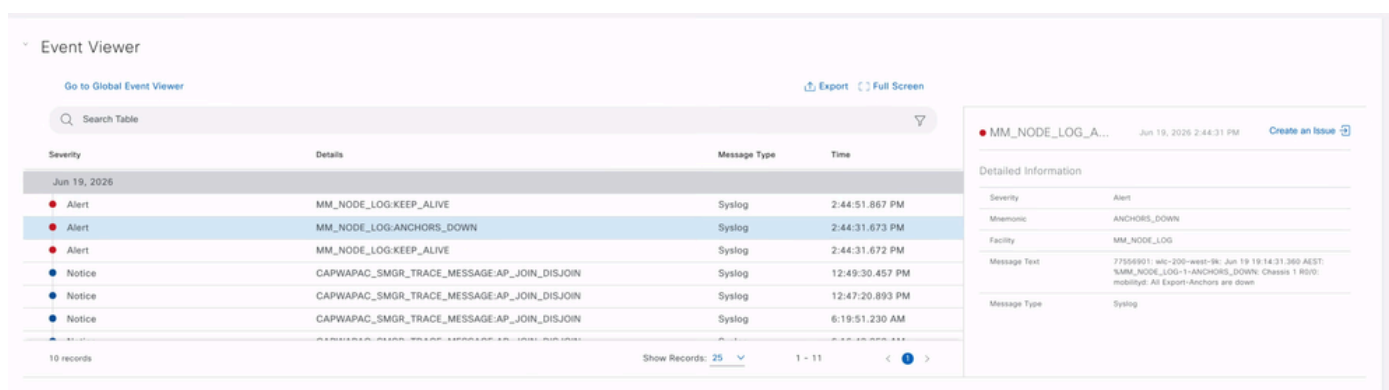 Event Viewer
Go to Global Event Viewer
Export
Full Screen
Search Table
Severity Details Message Type Time
Jun 19, 2026
Alert MM_NODE_LOG:KEEP_ALIVE Syslog 2:44:51.867 PM
Alert MM_NODE_LOG:ANCHORS_DOWN Syslog 2:44:31.673 PM
Alert MM_NODE_LOG:KEEP_ALIVE Syslog 2:44:31.672 PM
Notice CAPWAPAC_SMGR_TRACE_MESSAGE:AP_JOIN_DISJOIN Syslog 12:49:30.457 PM
Notice CAPWAPAC_SMGR_TRACE_MESSAGE:AP_JOIN_DISJOIN Syslog 12:47:20.893 PM
Notice CAPWAPAC_SMGR_TRACE_MESSAGE:AP_JOIN_DISJOIN Syslog 6:19:51.230 AM
10 records Show Records: 25 1 - 11 1
MM_NODE_LOG_A... Jun 19, 2026 2:44:31 PM Create an Issue
Detailed Information
Severity Alert
Mnemonic ANCHORS_DOWN
Facility MM_NODE_LOG
Message Text 77556901: wlc-200-west-9k: Jun 19 19:14:31.360 AEST:
%MM_NODE_LOG-1-ANCHORS_DOWN: Chassis 1 R0/0:
mobilityd: All Export-Anchors are down
Message Type Syslog